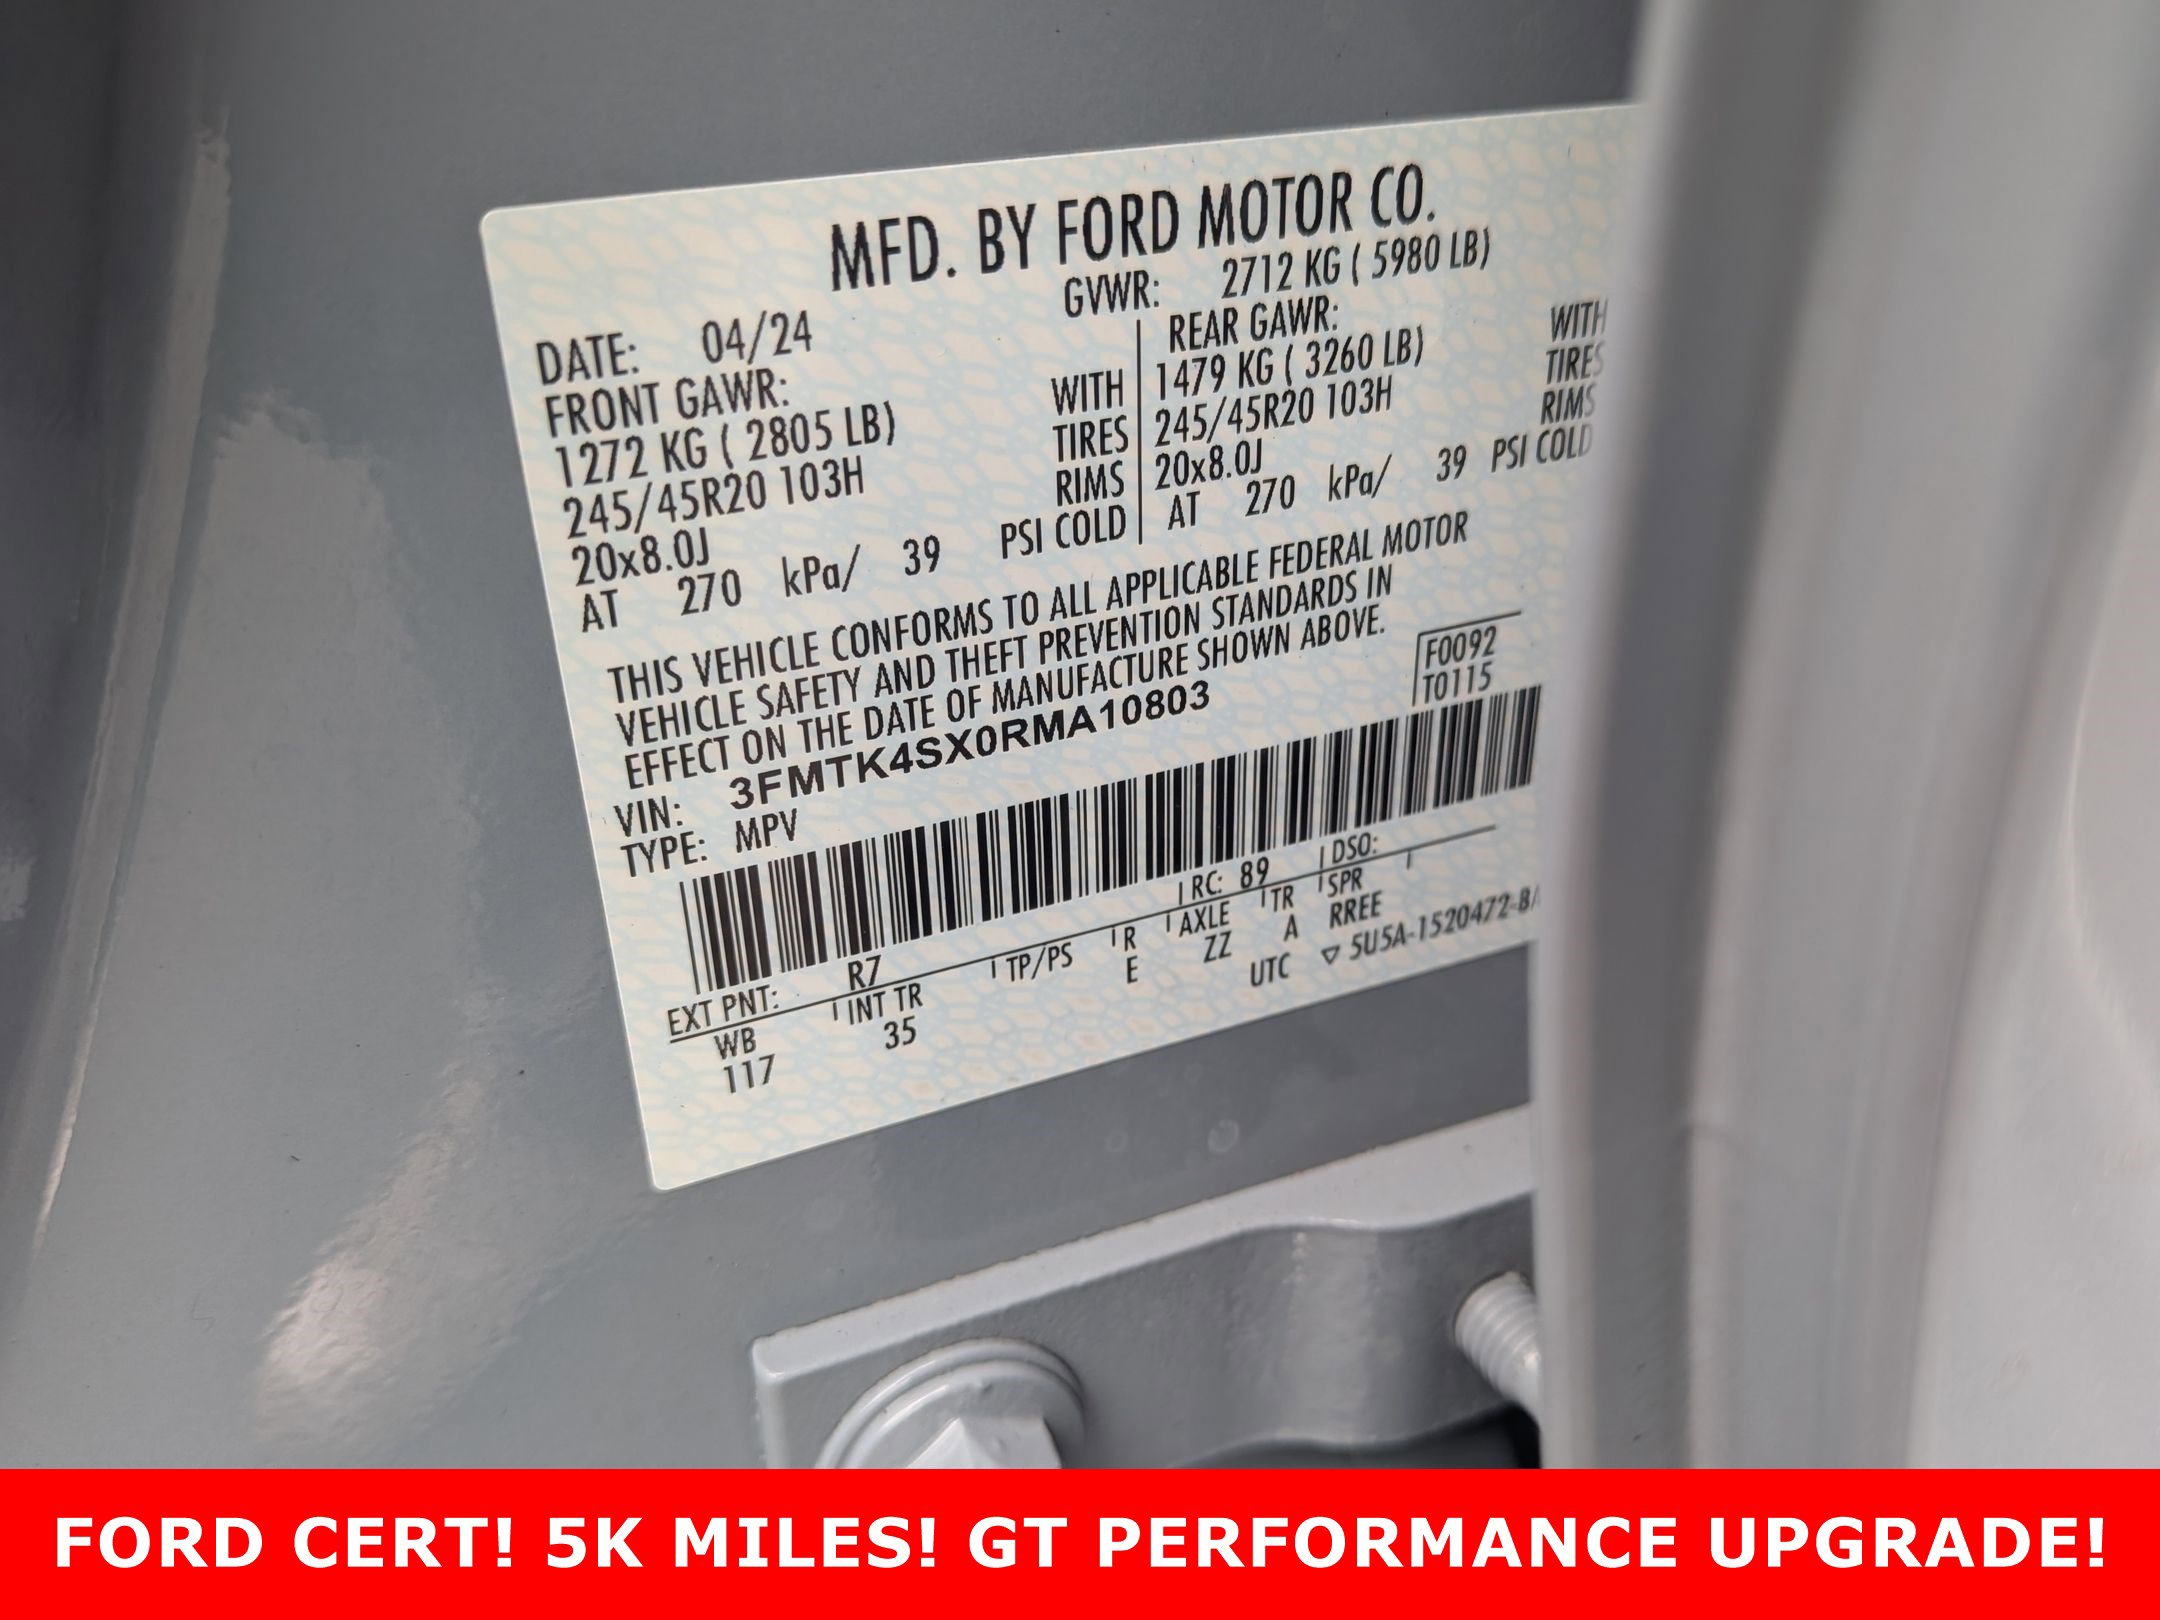 MFD. BY FORD MOTOR CO.
DATE: 04/24
GVWR: 2712 KG ( 5980 LB)
FRONT GAWR:
1272 KG ( 2805 LB) WITH
245/45R20 103H TIRES
20x8.0J RIMS
AT 270 kPa/ 39 PSI COLD
REAR GAWR:
1479 KG ( 3260 LB) WITH
245/45R20 103H TIRES
20x8.0J RIMS
AT 270 kPa/ 39 PSI COLD
THIS VEHICLE CONFORMS TO ALL APPLICABLE FEDERAL MOTOR
VEHICLE SAFETY AND THEFT PREVENTION STANDARDS IN
EFFECT ON THE DATE OF MANUFACTURE SHOWN ABOVE.
VIN: 3FMTK4SX0RMA10803
TYPE: MPV
F0092
T0115
EXT PNT: R7 RC: 89 DSO:
WB INT TR TP/PS R AXLE TR SPR
117 35 E ZZ A RREE
UTC ▽ 5U5A-1520472-B
FORD CERT! 5K MILES! GT PERFORMANCE UPGRADE!